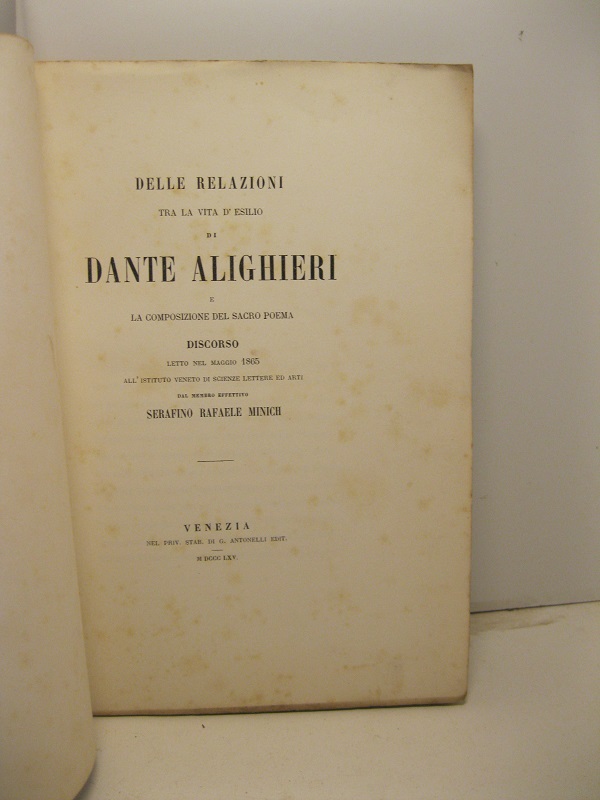 DELLE RELAZIONI
TRA LA VITA D' ESILIO
DI
DANTE ALIGHIERI
E
LA COMPOSIZIONE DEL SACRO POEMA
DISCORSO
LETTO NEL MAGGIO 1865
ALL' ISTITUTO VENETO DI SCIENZE LETTERE ED ARTI
DAL MEMBRO EFFETTIVO
SERAFINO RAFAELE MINICH
VENEZIA
NEL PRIV. STAB. DI G. ANTONELLI EDIT.
M DCCC LXV.